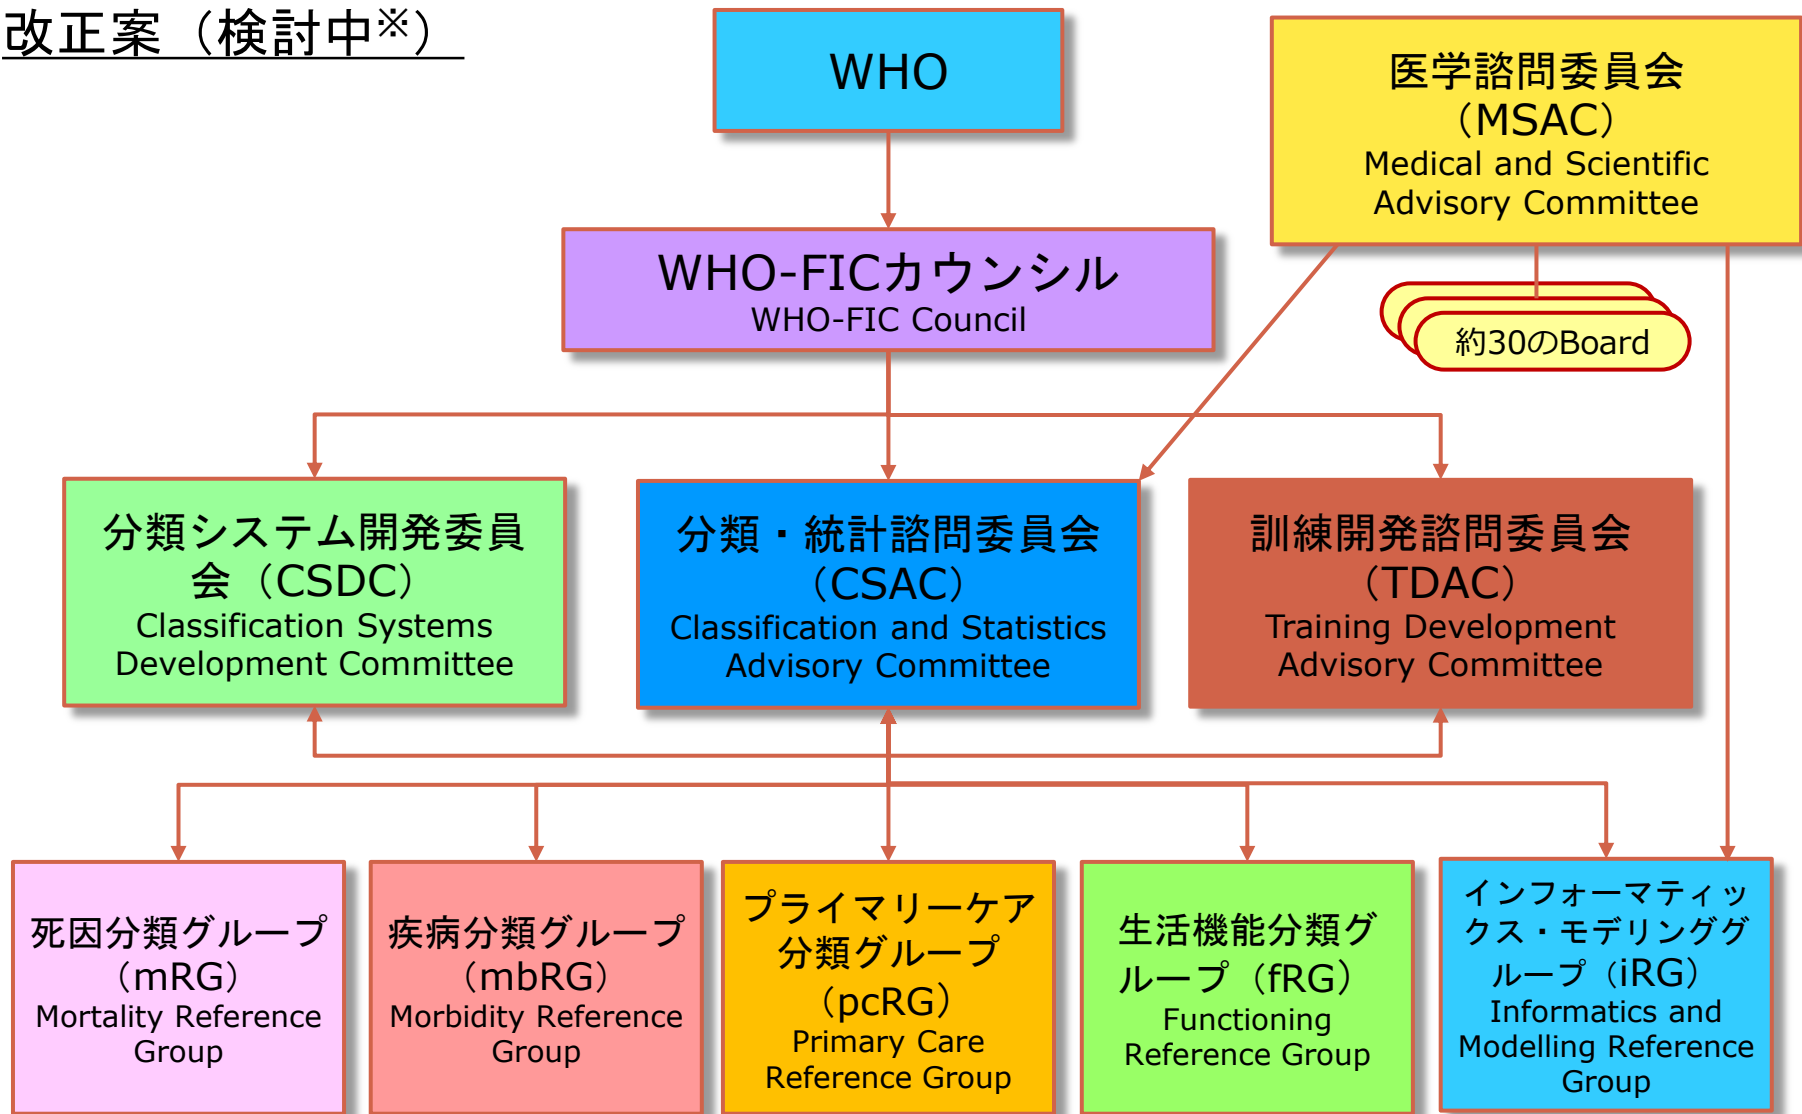 改正案（検討中※）
WHO
医学諮問委員会
（MSAC）
Medical and Scientific
Advisory Committee
WHO-FICカウンシル
WHO-FIC Council
約30のBoard
分類システム開発委員
会（CSDC）
Classification Systems
Development Committee
分類・統計諮問委員会
（CSAC）
Classification and Statistics
Advisory Committee
訓練開発諮問委員会
（TDAC）
Training Development
Advisory Committee
死因分類グループ
（mRG）
Mortality Reference
Group
疾病分類グループ
（mbRG）
Morbidity Reference
Group
プライマリーケア
分類グループ
（pcRG）
Primary Care
Reference Group
生活機能分類グ
ループ（fRG）
Functioning
Reference Group
インフォーマティッ
クス・モデリンググ
ループ（iRG）
Informatics and
Modelling Reference
Group